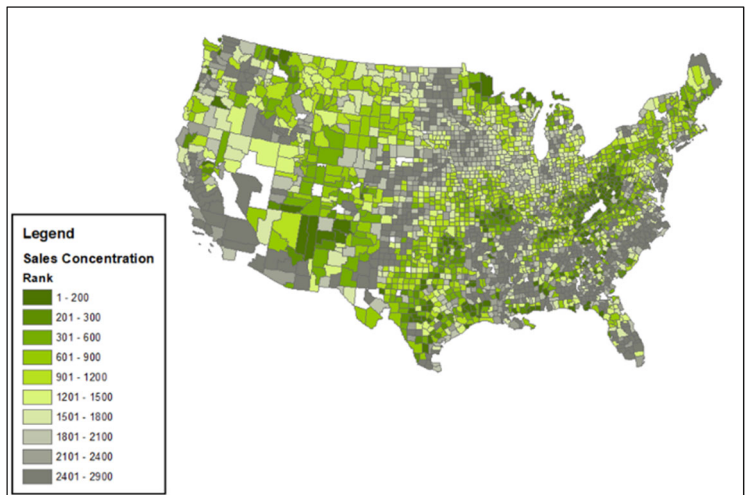 Legend
Sales Concentration
Rank
1 - 200
201 - 300
301 - 600
601 - 900
901 - 1200
1201 - 1500
1501 - 1800
1801 - 2100
2101 - 2400
2401 - 2900